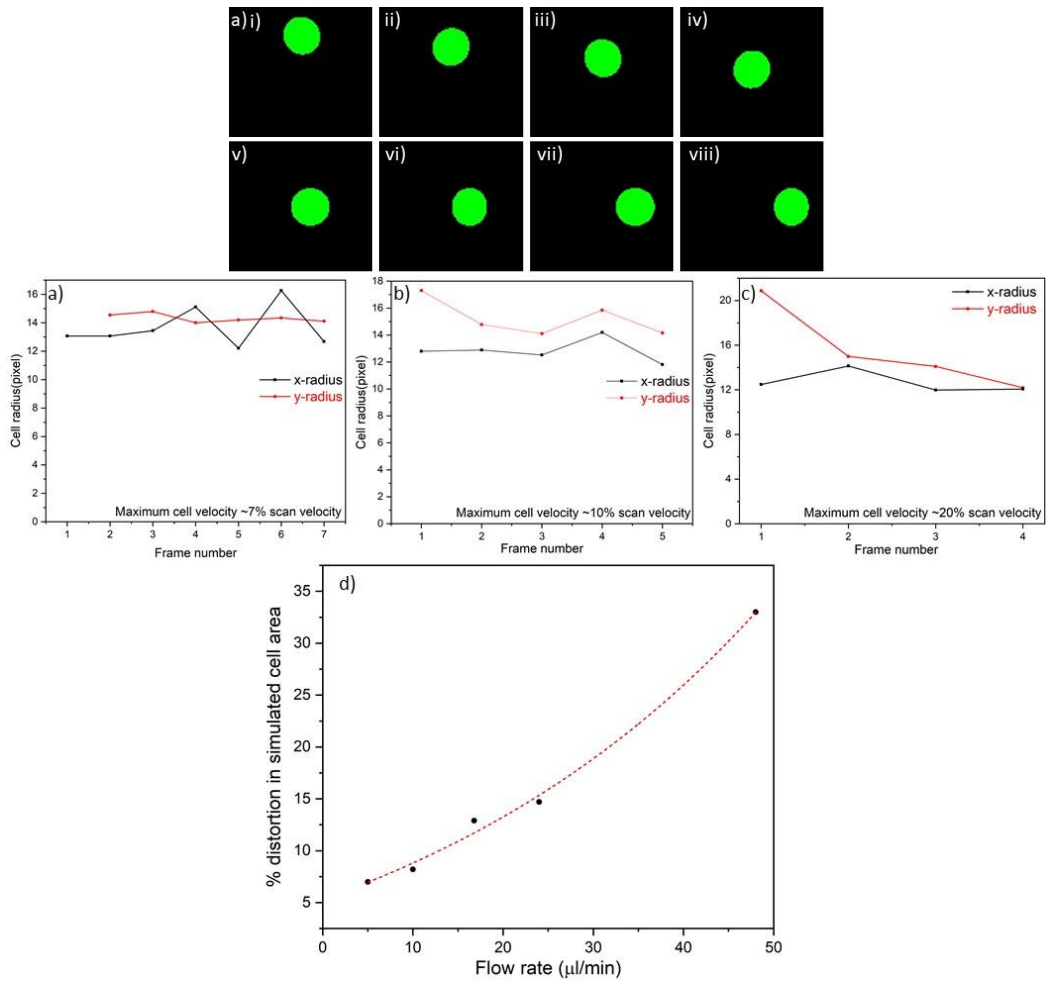 a) i) ii) iii) iv)
v) vi) vii) viii)
a)
16
14
12
10
8
6
4
2
0
Cell radius(pixel)
x-radius
y-radius
Maximum cell velocity ~7% scan velocity
1 2 3 4 5 6 7
Frame number
b)
18
16
14
12
10
8
6
4
2
0
Cell radius(pixel)
x-radius
y-radius
Maximum cell velocity ~10% scan velocity
1 2 3 4 5
Frame number
c)
20
16
12
8
4
0
Cell radius(pixel)
x-radius
y-radius
Maximum cell velocity ~20% scan velocity
1 2 3 4
Frame number
d)
35
30
25
20
15
10
5
% distortion in simulated cell area
0 10 20 30 40 50
Flow rate (μl/min)